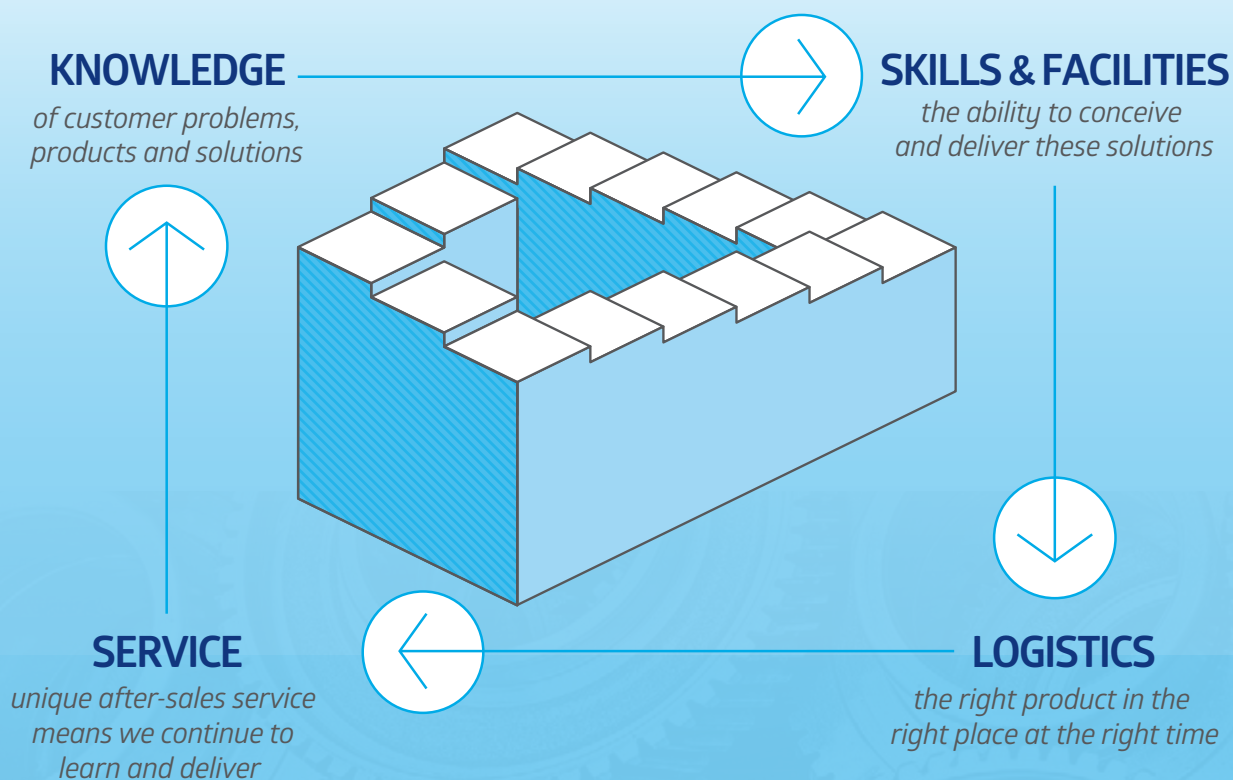 KNOWLEDGE
of customer problems,
products and solutions
SKILLS & FACILITIES
the ability to conceive
and deliver these solutions
LOGISTICS
the right product in the
right place at the right time
SERVICE
unique after-sales service
means we continue to
learn and deliver